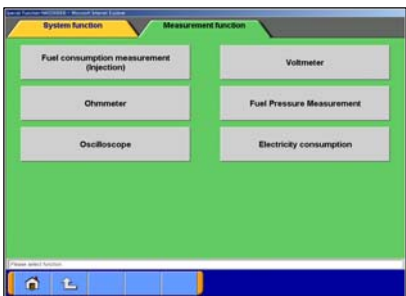 System function
Measurement function
Fuel consumption measurement
(Injection)
Voltmeter
Ohmmeter
Fuel Pressure Measurement
Oscilloscope
Electricity consumption
Please select function